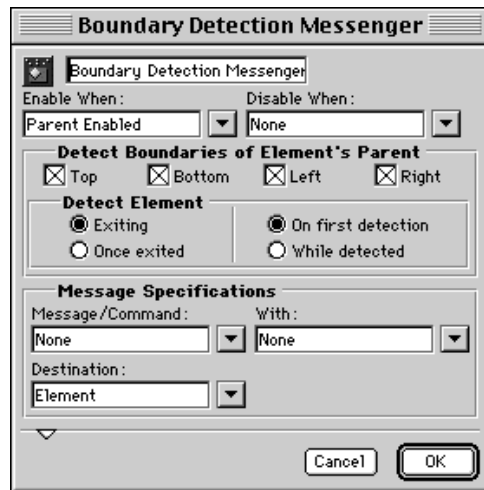 Boundary Detection Messenger
Boundary Detection Messenger
Enable When: Disable When:
Parent Enabled None
Detect Boundaries of Element's Parent
Top Bottom Left Right
Detect Element
Exiting On first detection
Once exited While detected
Message Specifications
Message/Command: With:
None None
Destination:
Element
Cancel OK